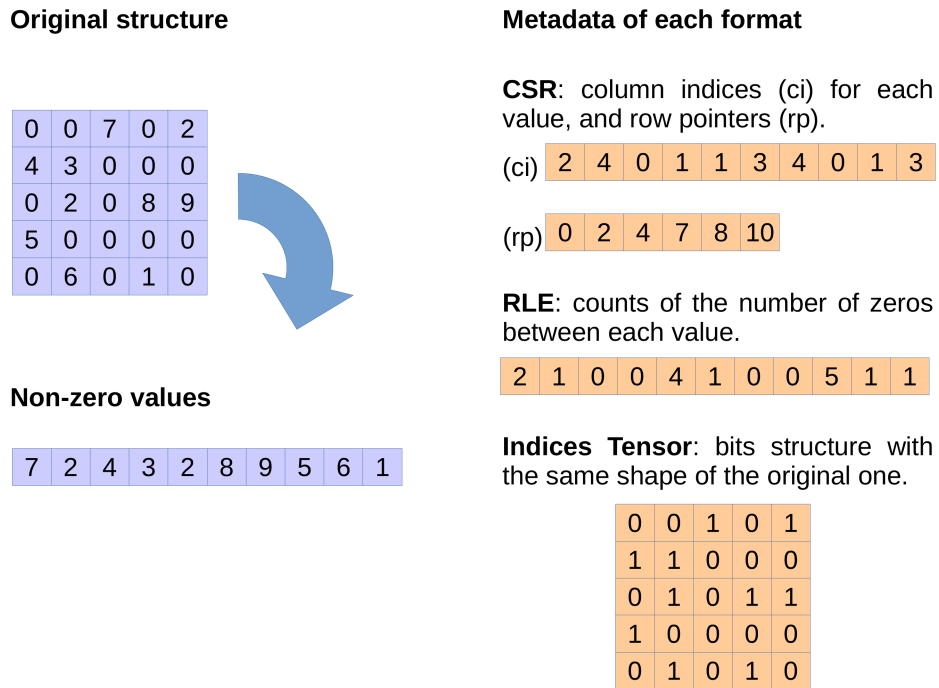 Original structure
0 0 7 0 2
4 3 0 0 0
0 2 0 8 9
5 0 0 0 0
0 6 0 1 0
Non-zero values
7 2 4 3 2 8 9 5 6 1
Metadata of each format
CSR: column indices (ci) for each
value, and row pointers (rp).
(ci) 2 4 0 1 1 3 4 0 1 3
(rp) 0 2 4 7 8 10
RLE: counts of the number of zeros
between each value.
2 1 0 0 4 1 0 0 5 1 1
Indices Tensor: bits structure with
the same shape of the original one.
0 0 1 0 1
1 1 0 0 0
0 1 0 1 1
1 0 0 0 0
0 1 0 1 0